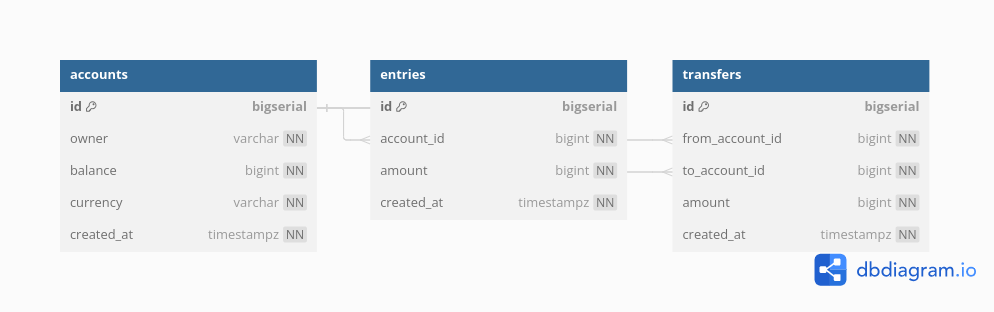 accounts
id bigserial
owner varchar NN
balance bigint NN
currency varchar NN
created_at timestampz NN
entries
id bigserial
account_id bigint NN
amount bigint NN
created_at timestampz NN
transfers
id bigserial
from_account_id bigint NN
to_account_id bigint NN
amount bigint NN
created_at timestampz NN
dbdiagram.io